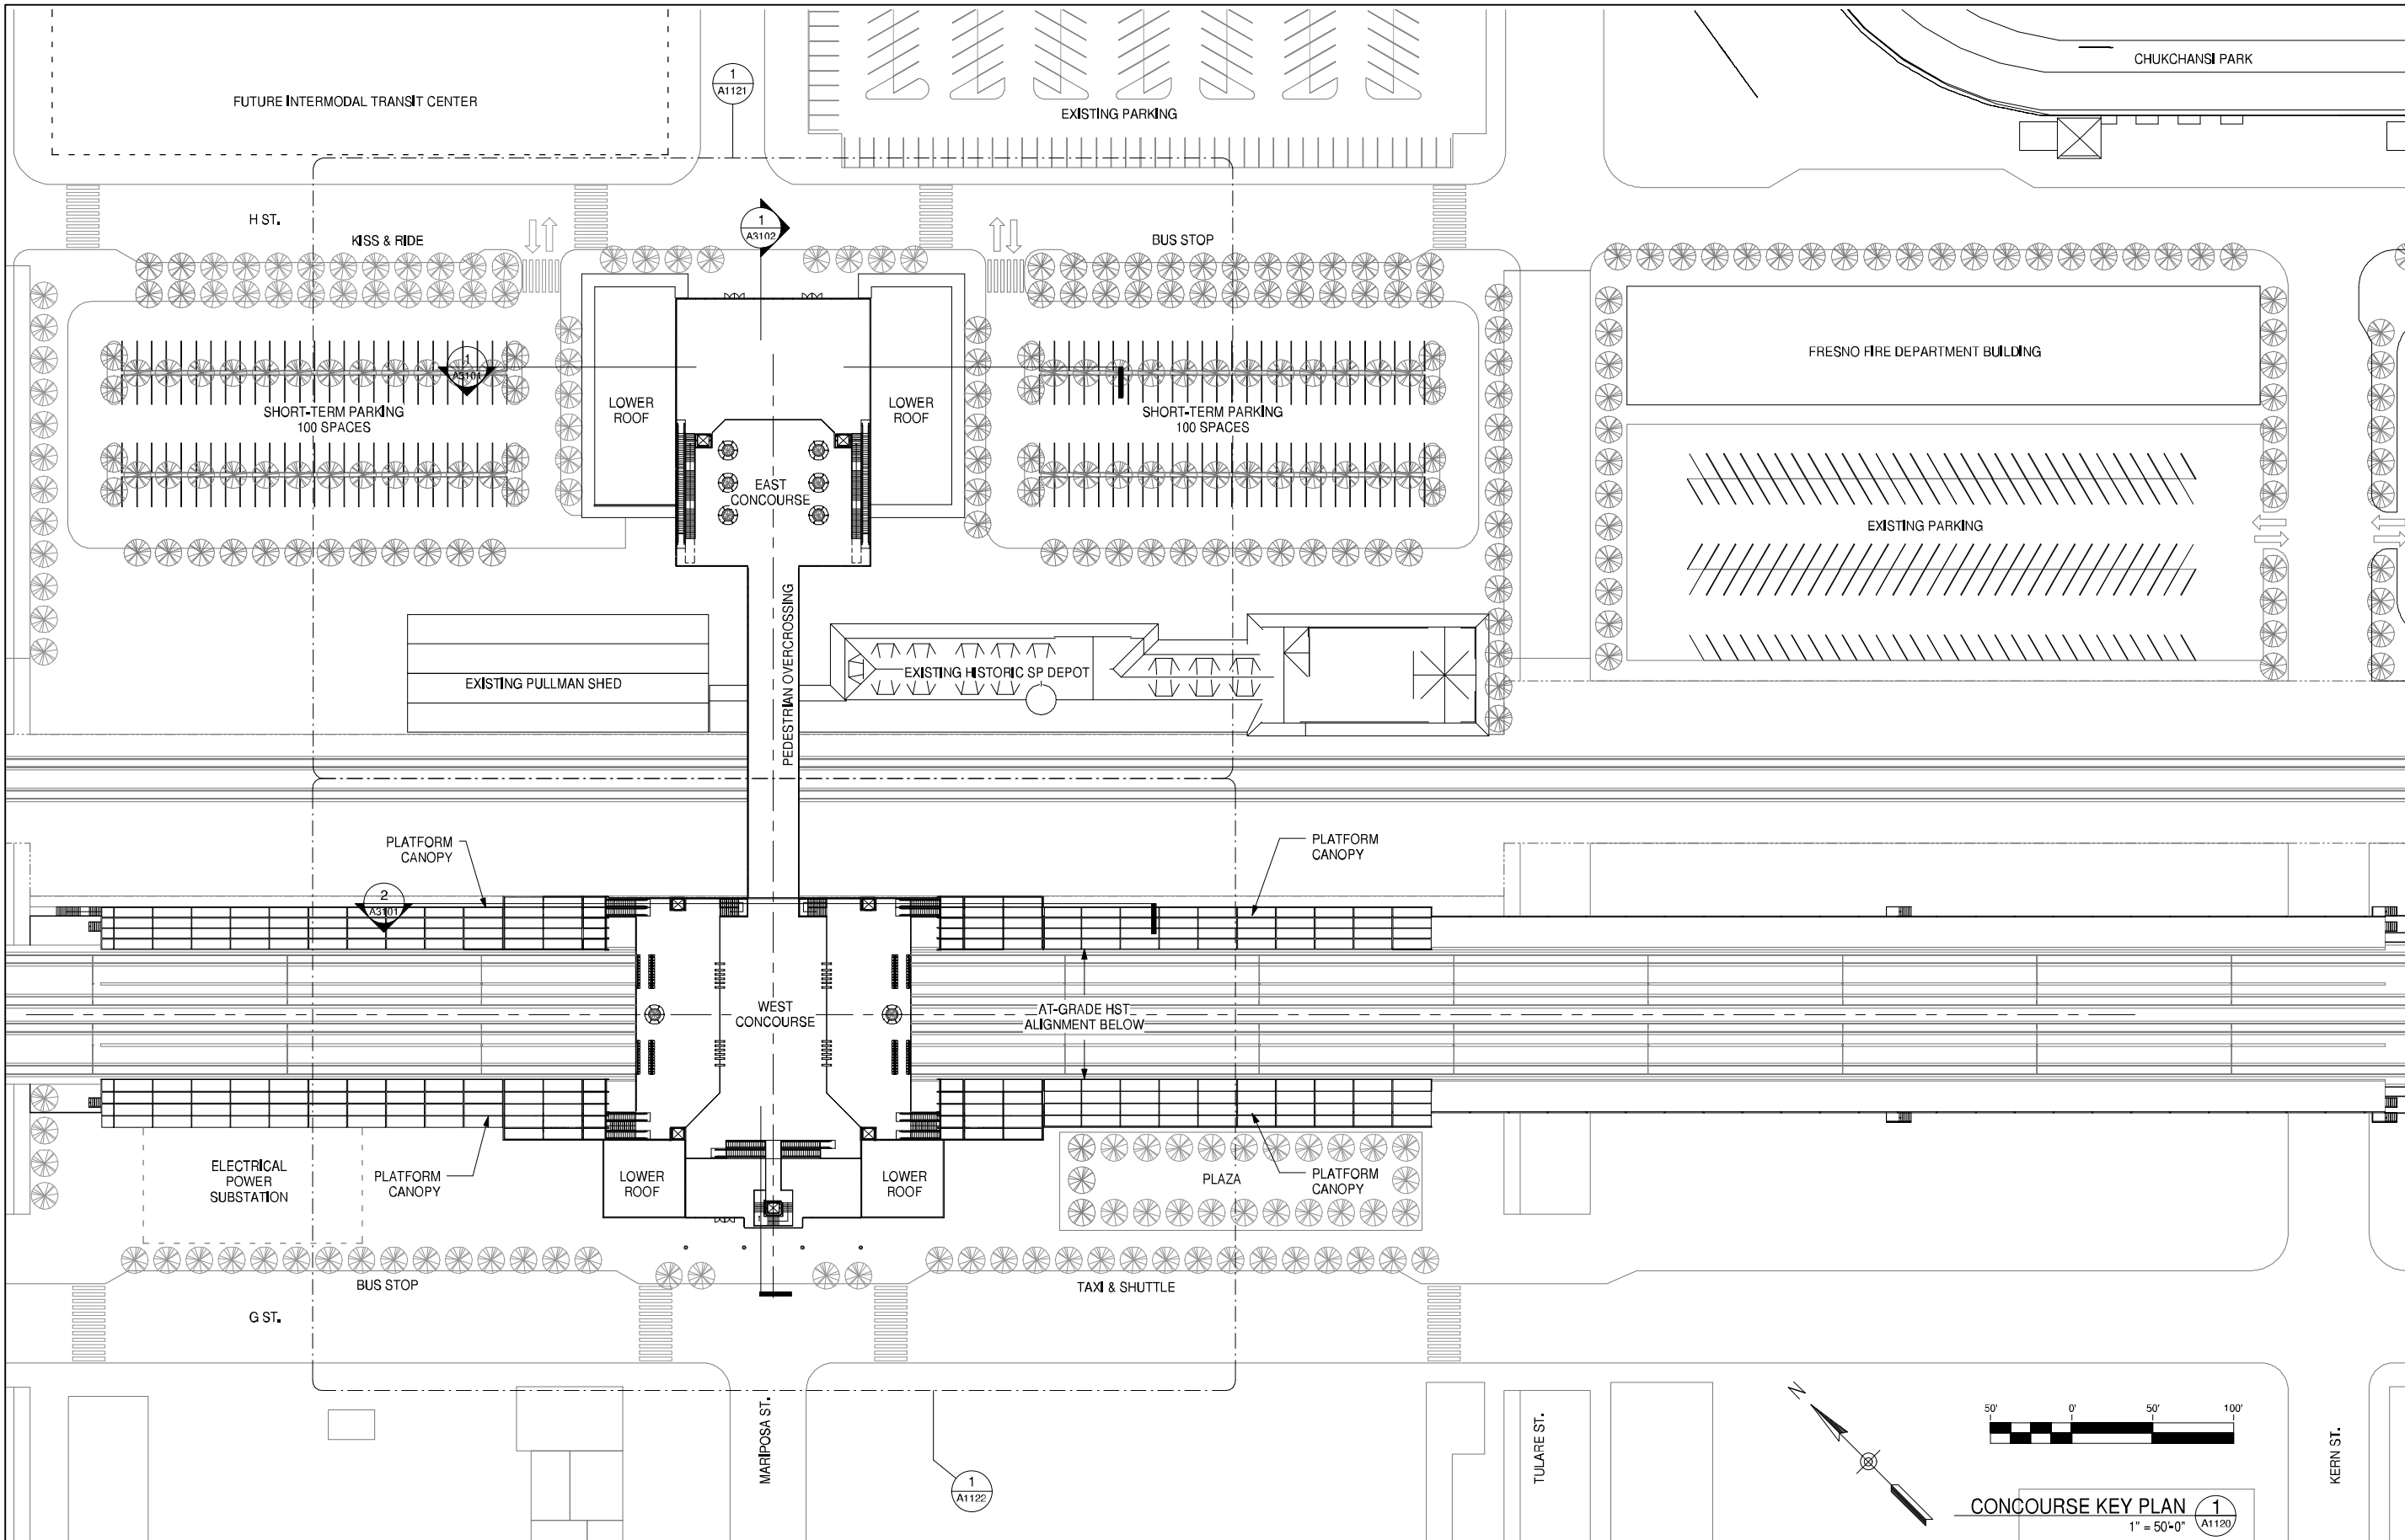 CHUKCHANSI PARK
1
A1121
FUTURE INTERMODAL TRANSIT CENTER
EXISTING PARKING
H ST.
1
A3102
KISS & RIDE
BUS STOP
FRESNO FIRE DEPARTMENT BUILDING
1
A3101
LOWER
ROOF
LOWER
ROOF
SHORT-TERM PARKING
100 SPACES
SHORT-TERM PARKING
100 SPACES
EAST
CONCOURSE
EXISTING PARKING
PEDESTRIAN OVERCROSSING
EXISTING PULLMAN SHED
EXISTING HISTORIC SP DEPOT
PLATFORM
CANOPY
PLATFORM
CANOPY
2
A3101
WEST
CONCOURSE
AT-GRADE HST
ALIGNMENT BELOW
ELECTRICAL
POWER
SUBSTATION
PLATFORM
CANOPY
LOWER
ROOF
LOWER
ROOF
PLAZA
PLATFORM
CANOPY
BUS STOP
TAXI & SHUTTLE
G ST.
MARIPOSA ST.
TULARE ST.
KERN ST.
N
50' 0' 50' 100'
1
A1122
CONCOURSE KEY PLAN
1" = 50'-0"
1
A1120